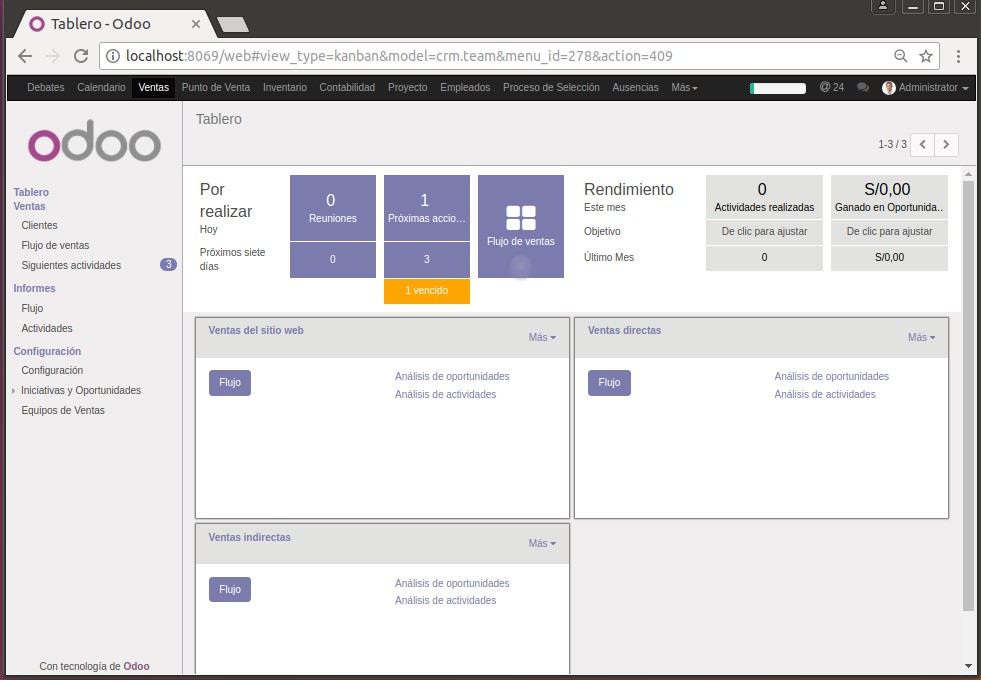 Tablero - Odoo
localhost:8069/web#view_type=kanban&model=crm.team&menu_id=278&action=409
Debates Calendario Ventas Punto de Venta Inventario Contabilidad Proyecto Empleados Proceso de Selección Ausencias Más @ 24 Administrator
odoo
Tablero
1-3 / 3
Tablero
Ventas
Clientes
Flujo de ventas
Siguientes actividades 3
Informes
Flujo
Actividades
Configuración
Configuración
Iniciativas y Oportunidades
Equipos de Ventas
Con tecnología de Odoo
Por
realizar
Hoy
Próximos siete
días
0
Reuniones
0
1
Próximas accio...
3
1 vencido
Flujo de ventas
Rendimiento
Este mes
Objetivo
Último Mes
0
Actividades realizadas
De clic para ajustar
0
S/0,00
Ganado en Oportunida..
De clic para ajustar
S/0,00
Ventas del sitio web
Más
Flujo
Análisis de oportunidades
Análisis de actividades
Ventas directas
Más
Flujo
Análisis de oportunidades
Análisis de actividades
Ventas indirectas
Más
Flujo
Análisis de oportunidades
Análisis de actividades